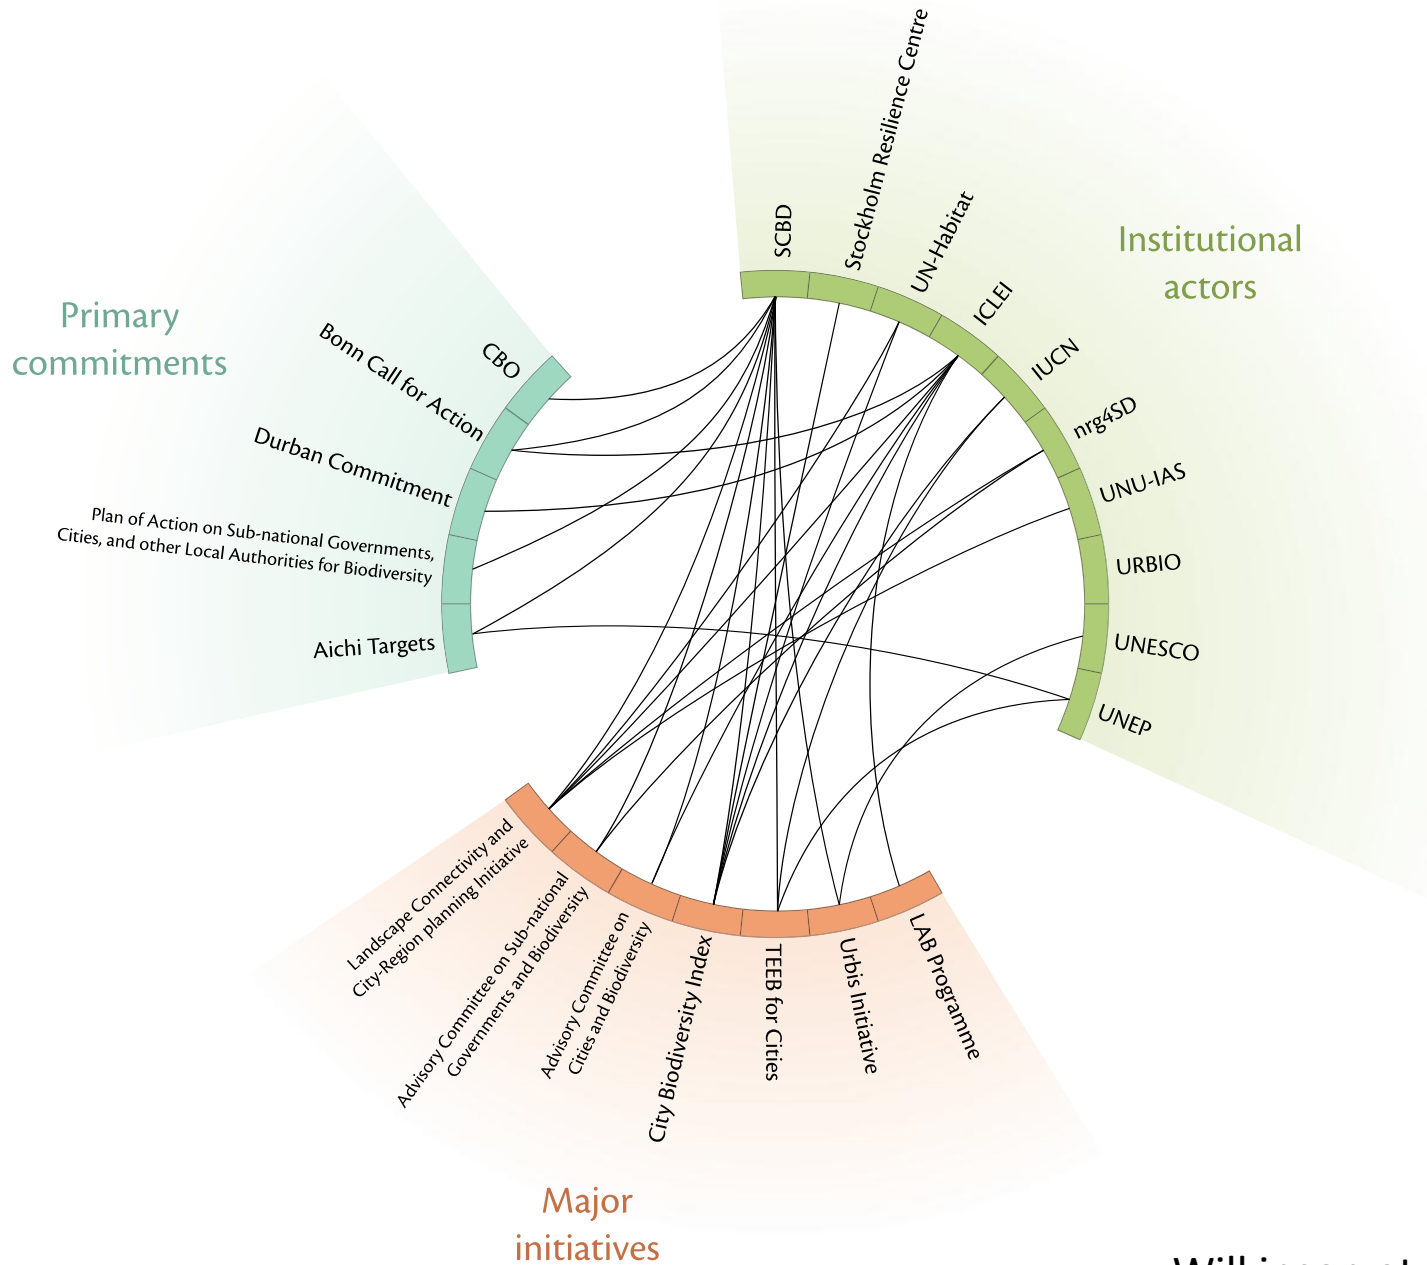 Stockholm Resilience Centre
SCBD
UN-Habitat
ICLEI
IUCN
nrg4SD
UNU-IAS
URBIO
UNESCO
UNEP
Institutional
actors
Primary
commitments
CBO
Bonn Call for Action
Durban Commitment
Plan of Action on Sub-national Governments,
Cities, and other Local Authorities for Biodiversity
Aichi Targets
Landscape Connectivity and
City-Region planning Initiative
Advisory Committee on Sub-national
Governments and Biodiversity
Advisory Committee on
Cities and Biodiversity
City Biodiversity Index
TEEB for Cities
Urbis Initiative
LAB Programme
Major
initiatives